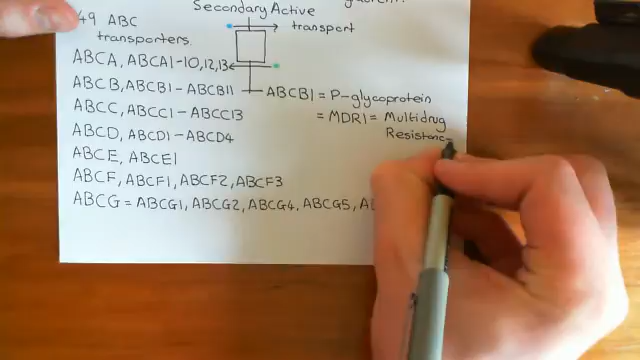 Secondary Active
transport
49 ABC
transporters.
ABCA, ABCA1-10,12,13
ABCB, ABCB1 - ABCB11
ABCB1 = P-glycoprotein
= MDR1 = Multidrug
Resistance
ABCC, ABCC1 - ABCC13
ABCD, ABCD1 - ABCD4
ABCE, ABCE1
ABCF, ABCF1, ABCF2, ABCF3
ABCG = ABCG1, ABCG2, ABCG4, ABCG5,